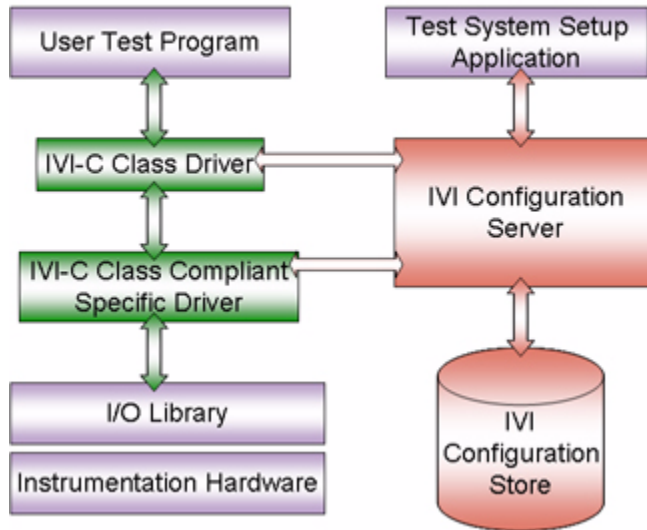 User Test Program
Test System Setup
Application
IVI-C Class Driver
IVI Configuration
Server
IVI-C Class Compliant
Specific Driver
I/O Library
IVI
Configuration
Store
Instrumentation Hardware